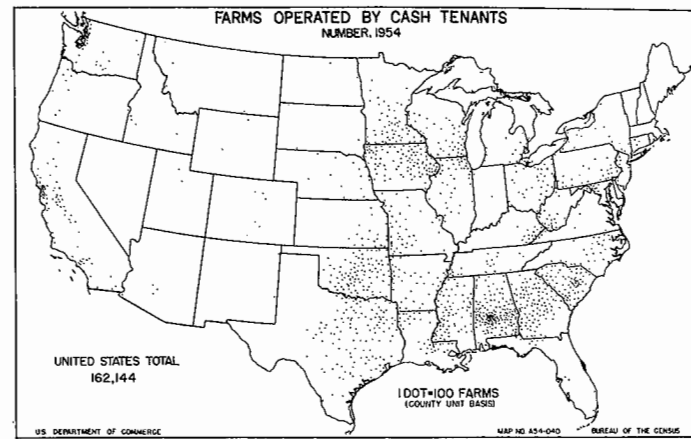 FARMS OPERATED BY CASH TENANTS
NUMBER, 1954
UNITED STATES TOTAL
162,144
1 DOT=100 FARMS
(COUNTY UNIT BASIS)
U.S. DEPARTMENT OF COMMERCE
MAP NO. A54-040
BUREAU OF THE CENSUS